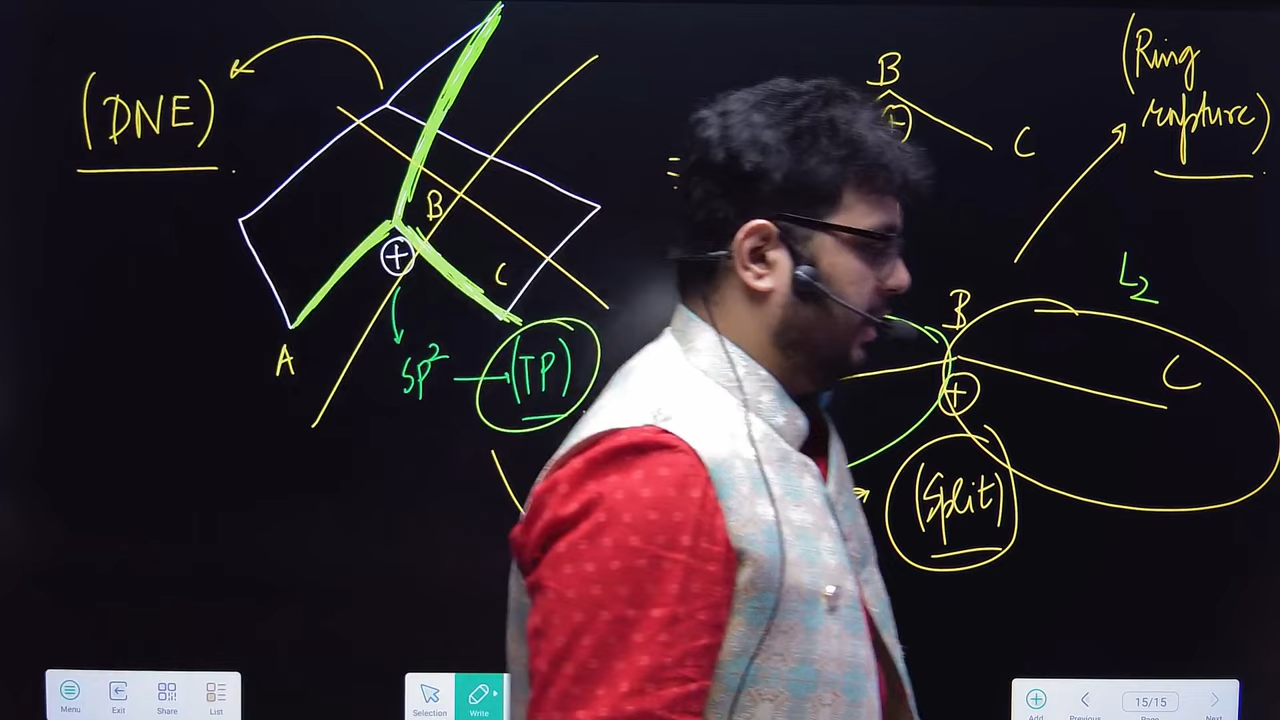 (DNE)
B
⊕
A
C
SP²
(TP)
B
C
(Ring
rupture)
L₂
B
C
⊕
(Split)
Menu
Exit
Share
List
Selection
Write
Add
Previous
15/15
Page
Next